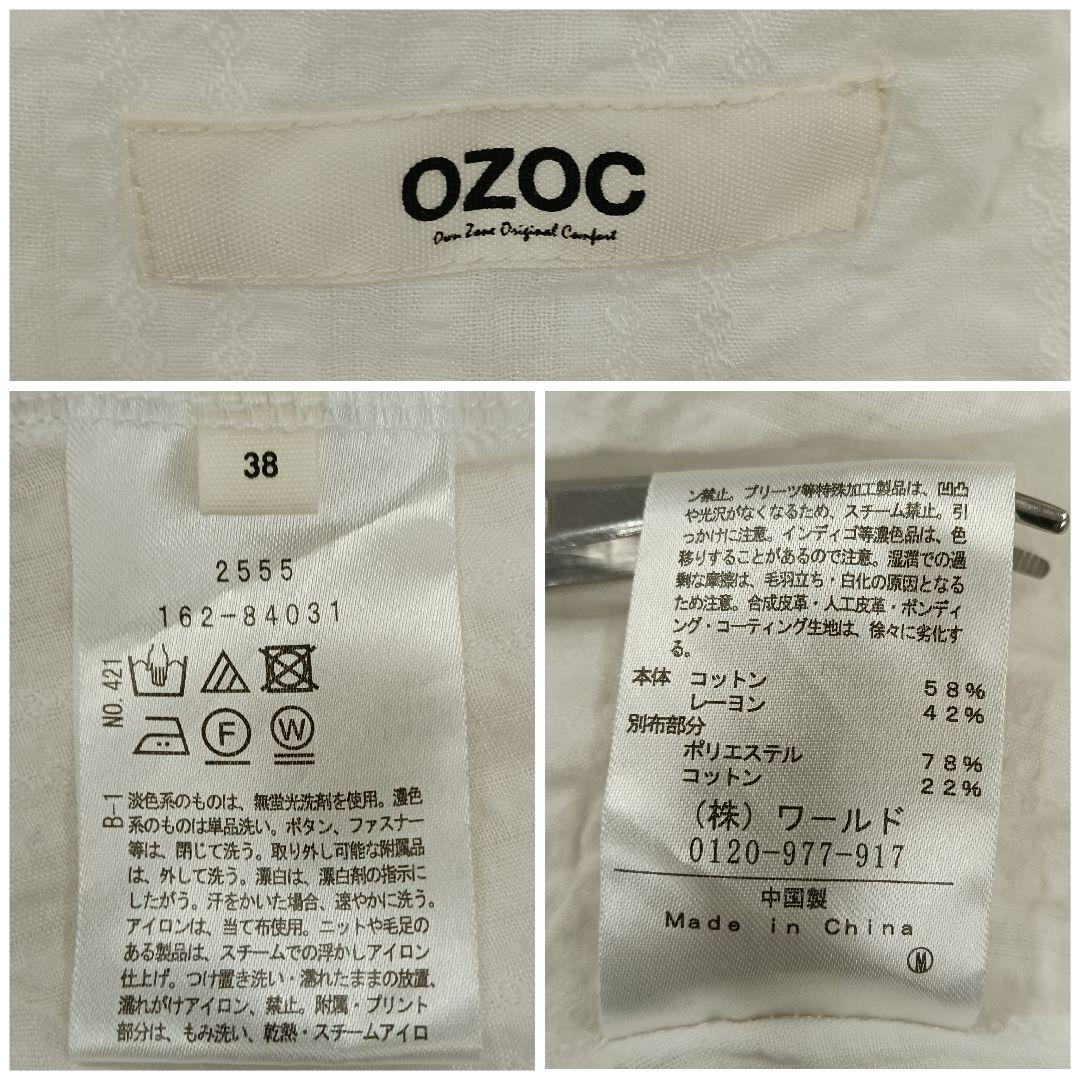 OZOC
Own Zone Original Comfort
38
2555
162-84031
NO. 421
F
W
B-1
淡色系のものは、無蛍光洗剤を使用。濃色
系のものは単品洗い。ボタン、ファスナー
等は、閉じて洗う。取り外し可能な附属品
は、外して洗う。漂白は、漂白剤の指示に
したがう。汗をかいた場合、速やかに洗う。
アイロンは、当て布使用。ニットや毛足の
ある製品は、スチームでの浮かしアイロン
仕上げ。つけ置き洗い・濡れたままの放置、
濡れがけアイロン、禁止。附属・プリント
部分は、もみ洗い、乾熱・スチームアイロ
ン禁止。プリーツ等特殊加工製品は、凹凸
や光沢がなくなるため、スチーム禁止。引
っかけに注意。インディゴ等濃色品は、色
移りすることがあるので注意。湿潤での過
剰な摩擦は、毛羽立ち・白化の原因となる
ため注意。合成皮革・人工皮革・ボンディ
ング・コーティング生地は、徐々に劣化す
る。
本体 コットン 58%
レーヨン 42%
別布部分
ポリエステル 78%
コットン 22%
（株）ワールド
0120-977-917
中国製
Made in China
M